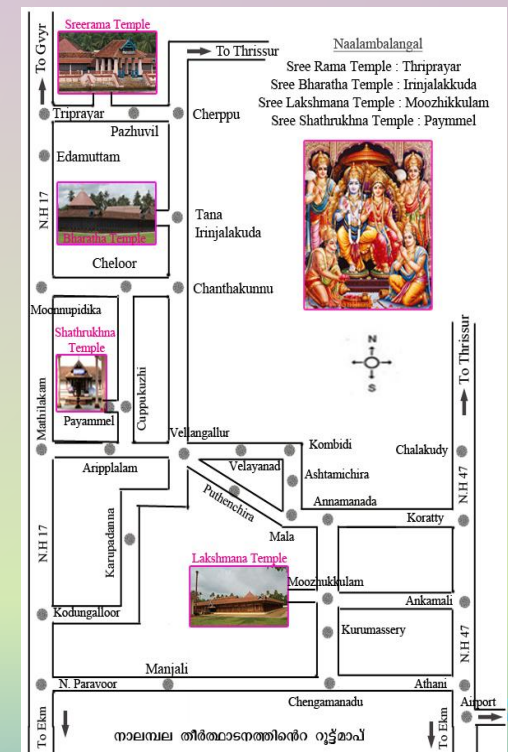 Sreerama Temple
To Gvyr
To Thrissur
Naalambalangal
Sree Rama Temple : Thriprayar
Sree Bharatha Temple : Irinjalakkuda
Sree Lakshmana Temple : Moozhikkulam
Sree Shathrukhna Temple : Paymmel
Triprayar
Cherppu
Pazhuvil
Edamuttam
N.H 17
Bharatha Temple
Tana
Irinjalakuda
Cheloor
Chanthakunnu
Moonnupidika
Shathrukhna
Temple
Payammel
Cuppukuzhi
Mathilakam
Vellangallur
Aripplalam
Kombidi
Velayanad
Ashtamichira
Puthenchira
Annamanada
Mala
To Thrissur
N
S
Chalakudy
N.H 47
Koratty
N.H 17
Karupadanna
Kodungalloor
Lakshmana Temple
Moozhukkulam
Ankamali
Kurumassery
N.H 47
Manjali
N. Paravoor
Chengamanadu
Athani
Airport
To Ekm
നാലമ്പല തീർത്ഥാടനത്തിൻെറ റൂട്ട്മാപ്
To Ekm